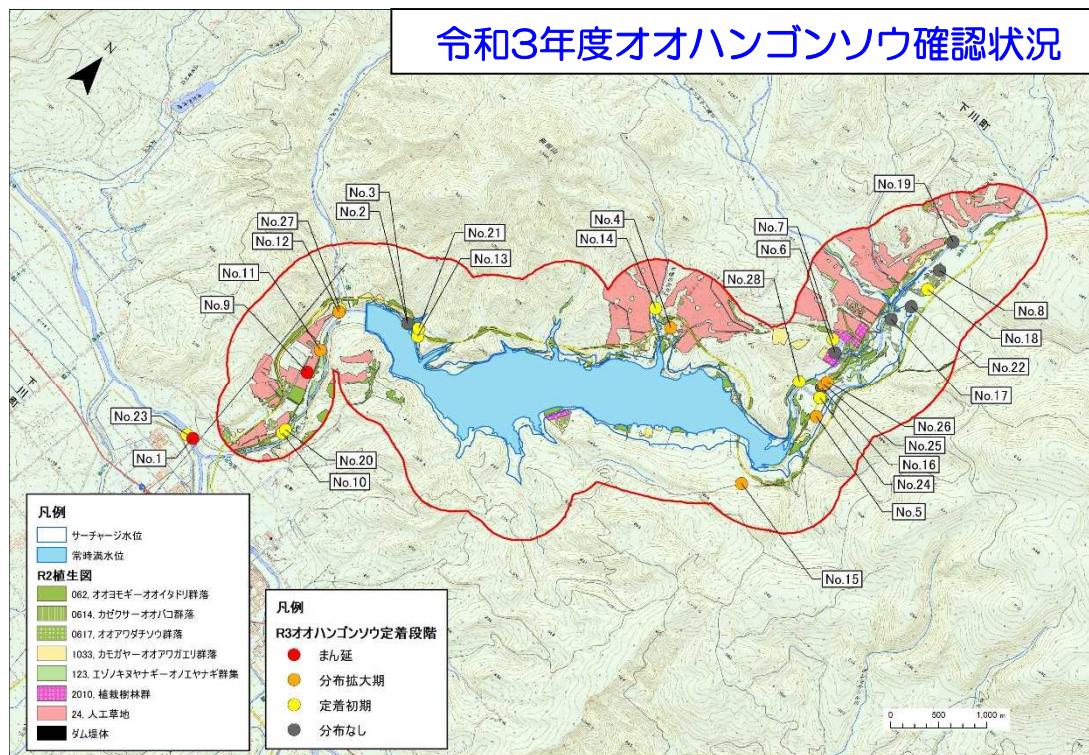 令和3年度オオハンゴンソウ確認状況
N
下川町
No.19
No.3
No.2
No.27
No.12
No.21
No.13
No.4
No.14
No.7
No.6
No.11
No.9
No.28
No.8
No.18
No.22
No.17
No.23
No.1
No.20
No.10
No.26
No.25
No.16
No.24
No.5
No.15
凡例
サーチャージ水位
常時満水位
R2植生図
062. オオヨモギーオオイタドリ群落
0614. カゼクサーオオバコ群落
0617. オオアワダチソウ群落
1033. カモガヤーオオアワガエリ群落
123. エゾノキヌヤナギーオノエヤナギ群集
2010. 植栽樹林群
24. 人工草地
ダム堤体
凡例
R3オオハンゴンソウ定着段階
まん延
分布拡大期
定着初期
分布なし
0 500 1,000 m